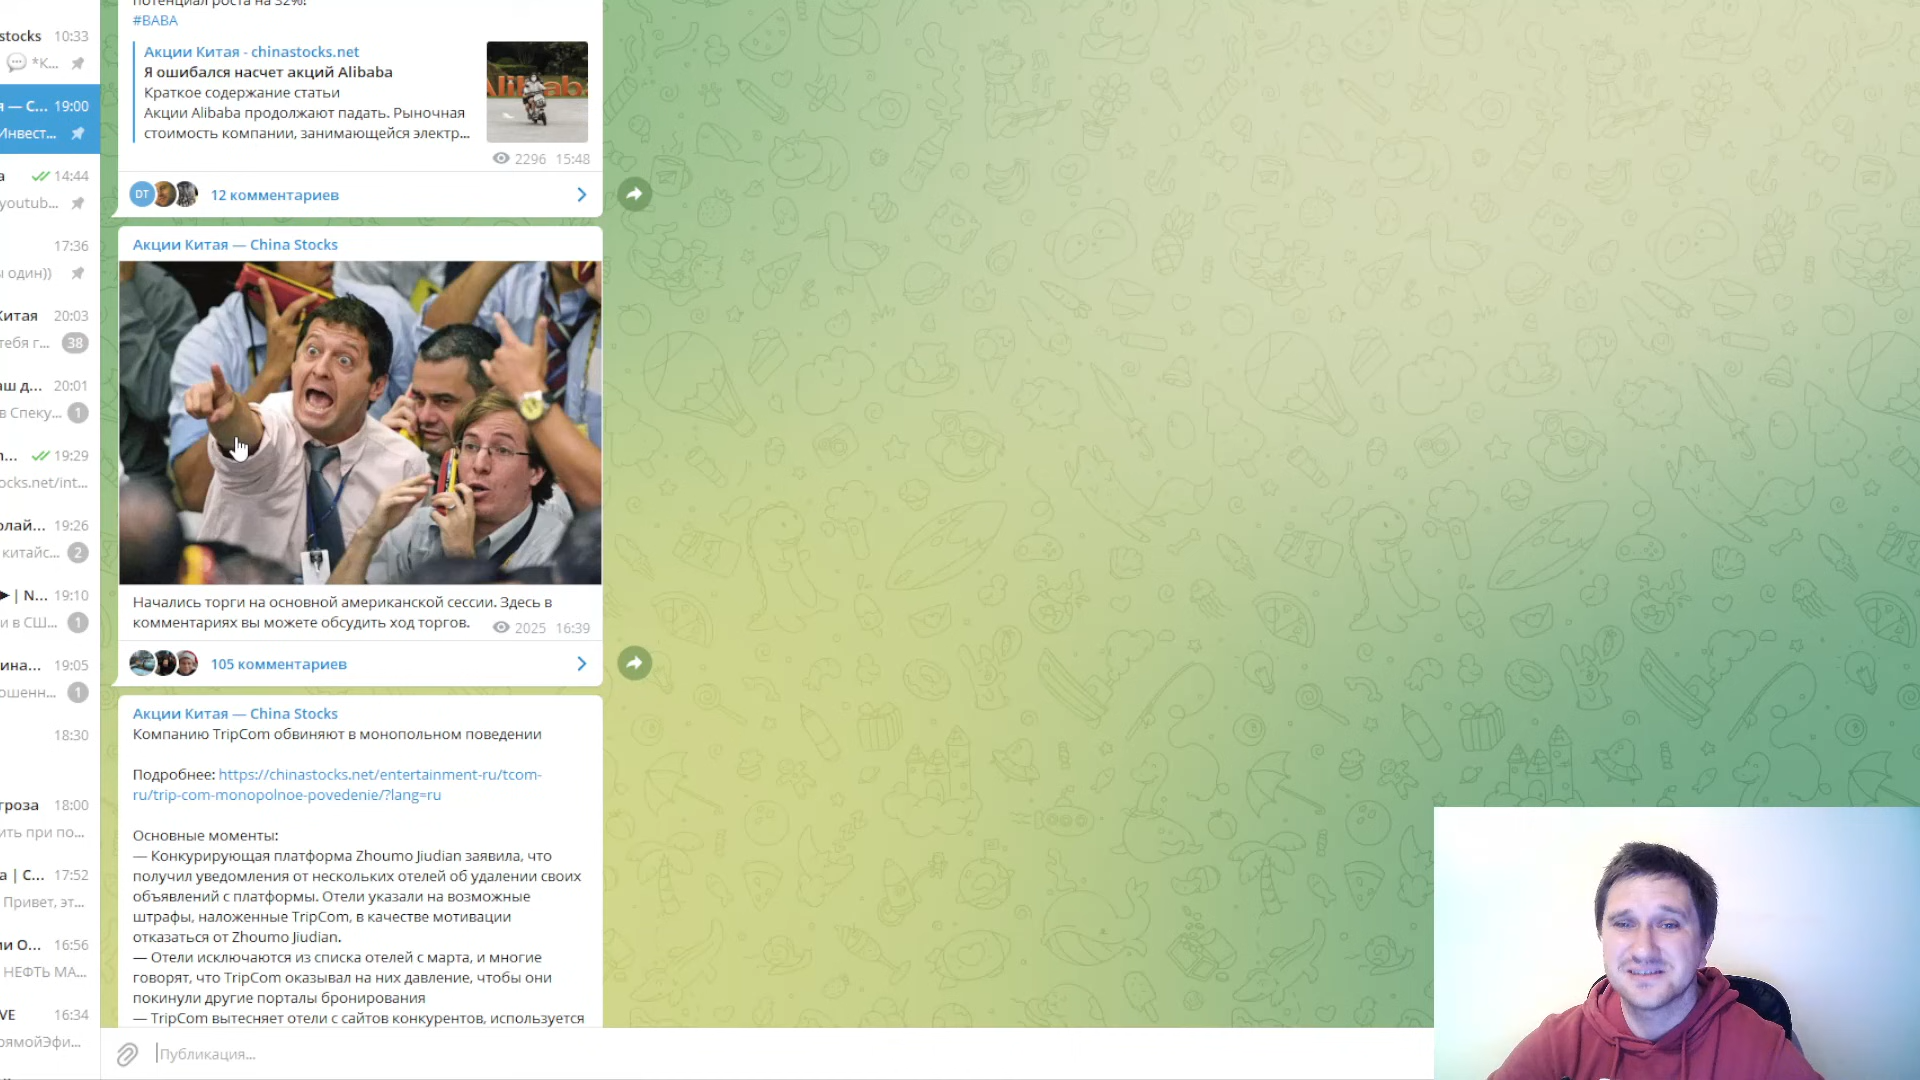 stocks 10:33
*К...
я — C... 19:00
Инвест...
а 14:44
youtub...
17:36
ы один))
Китая 20:03
тебя г... 38
аш д... 20:01
в Спеку... 1
19:29
ocks.net/int...
олай... 19:26
китайс... 2
| N... 19:10
и в СШ... 1
ина... 19:05
ошенн... 1
18:30
гроза 18:00
ить при по...
а | С... 17:52
Привет, эт...
ии О... 16:56
НЕФТЬ МА...
VE 16:34
рямойЭфи...
потенциал роста на 32%!
#BABA
Акции Китая - chinastocks.net
Я ошибался насчет акций Alibaba
Краткое содержание статьи
Акции Alibaba продолжают падать. Рыночная
стоимость компании, занимающейся электр...
2296 15:48
DT 12 комментариев
Акции Китая — China Stocks
Начались торги на основной американской сессии. Здесь в
комментариях вы можете обсудить ход торгов. 2025 16:39
105 комментариев
Акции Китая — China Stocks
Компанию TripCom обвиняют в монопольном поведении
Подробнее: https://chinastocks.net/entertainment-ru/tcom-
ru/trip-com-monopolnoe-povedenie/?lang=ru
Основные моменты:
— Конкурирующая платформа Zhoumo Jiudian заявила, что
получил уведомления от нескольких отелей об удалении своих
объявлений с платформы. Отели указали на возможные
штрафы, наложенные TripCom, в качестве мотивации
отказаться от Zhoumo Jiudian.
— Отели исключаются из списка отелей с марта, и многие
говорят, что TripCom оказывал на них давление, чтобы они
покинули другие порталы бронирования
— TripCom вытесняет отели с сайтов конкурентов, используется
Публикация...